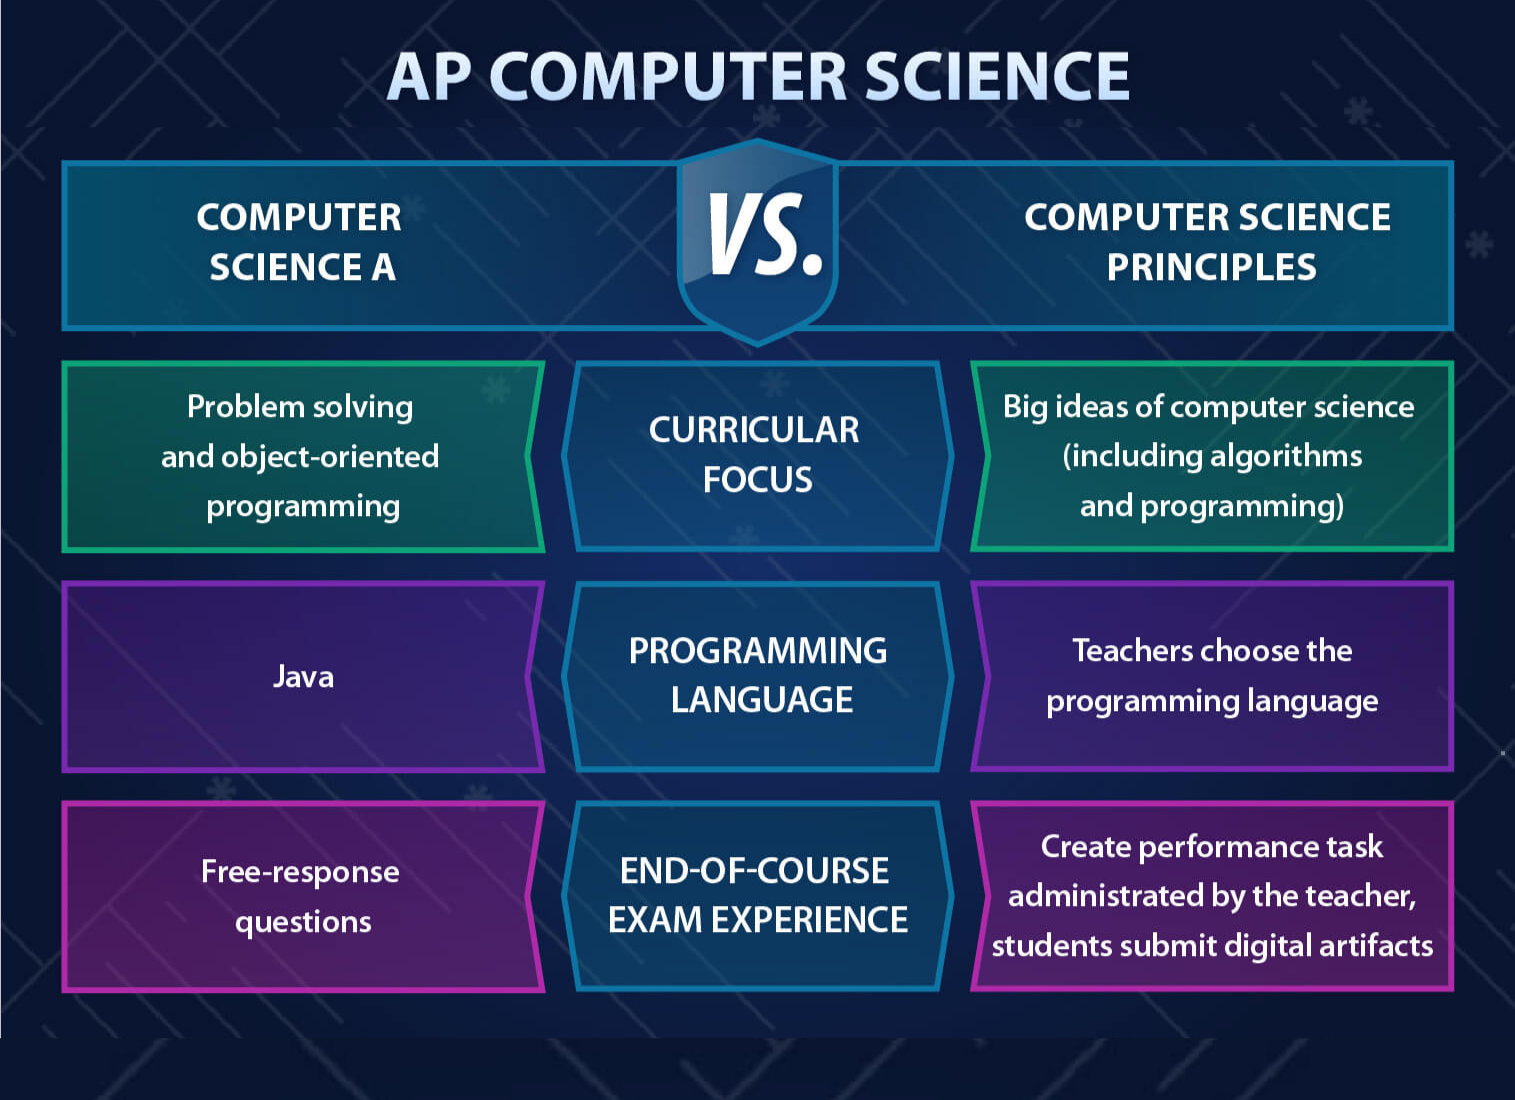 AP COMPUTER SCIENCE
COMPUTER
SCIENCE A
VS.
COMPUTER SCIENCE
PRINCIPLES
Problem solving
and object-oriented
programming
CURRICULAR
FOCUS
Big ideas of computer science
(including algorithms
and programming)
Java
PROGRAMMING
LANGUAGE
Teachers choose the
programming language
Free-response
questions
END-OF-COURSE
EXAM EXPERIENCE
Create performance task
administrated by the teacher,
students submit digital artifacts